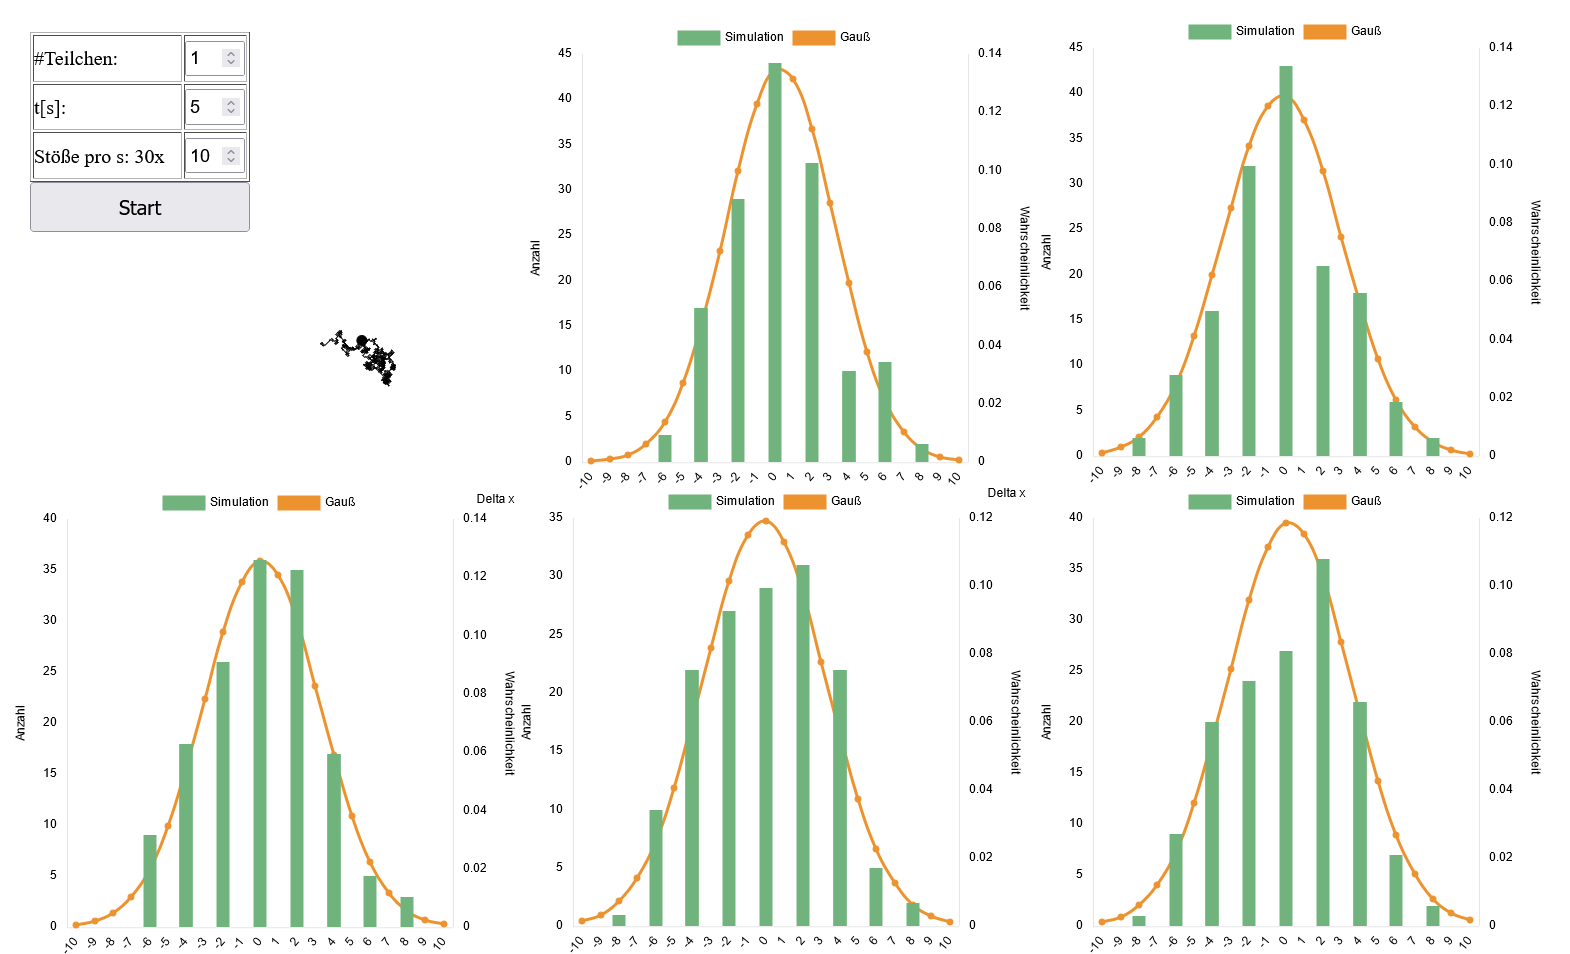 #Teilchen: 1
t[s]: 5
Stöße pro s: 30x 10
Start
Simulation Gauß
45 40 35 30 25 20 15 10 5 0
Anzahl
0.14 0.12 0.10 0.08 0.06 0.04 0.02 0
Wahrscheinlichkeit
-10 -9 -8 -7 -6 -5 -4 -3 -2 -1 0 1 2 3 4 5 6 7 8 9 10
Delta x
Simulation Gauß
45 40 35 30 25 20 15 10 5 0
Anzahl
0.14 0.12 0.10 0.08 0.06 0.04 0.02 0
Wahrscheinlichkeit
-10 -9 -8 -7 -6 -5 -4 -3 -2 -1 0 1 2 3 4 5 6 7 8 9 10
Delta x
Simulation Gauß
40 35 30 25 20 15 10 5 0
Anzahl
0.14 0.12 0.10 0.08 0.06 0.04 0.02 0
Wahrscheinlichkeit
-10 -9 -8 -7 -6 -5 -4 -3 -2 -1 0 1 2 3 4 5 6 7 8 9 10
Simulation Gauß
35 30 25 20 15 10 5 0
Anzahl
0.12 0.10 0.08 0.06 0.04 0.02 0
Wahrscheinlichkeit
-10 -9 -8 -7 -6 -5 -4 -3 -2 -1 0 1 2 3 4 5 6 7 8 9 10
Simulation Gauß
40 35 30 25 20 15 10 5 0
Anzahl
0.12 0.10 0.08 0.06 0.04 0.02 0
Wahrscheinlichkeit
-10 -9 -8 -7 -6 -5 -4 -3 -2 -1 0 1 2 3 4 5 6 7 8 9 10